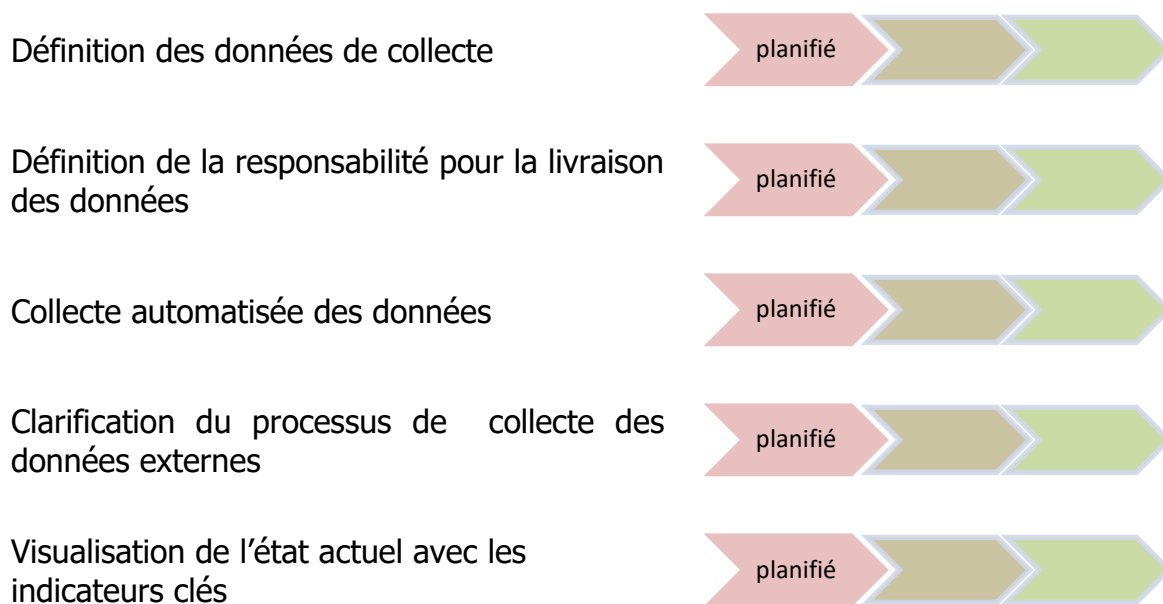 Définition des données de collecte
planifié
Définition de la responsabilité pour la livraison
des données
planifié
Collecte automatisée des données
planifié
Clarification du processus de collecte des
données externes
planifié
Visualisation de l’état actuel avec les
indicateurs clés
planifié